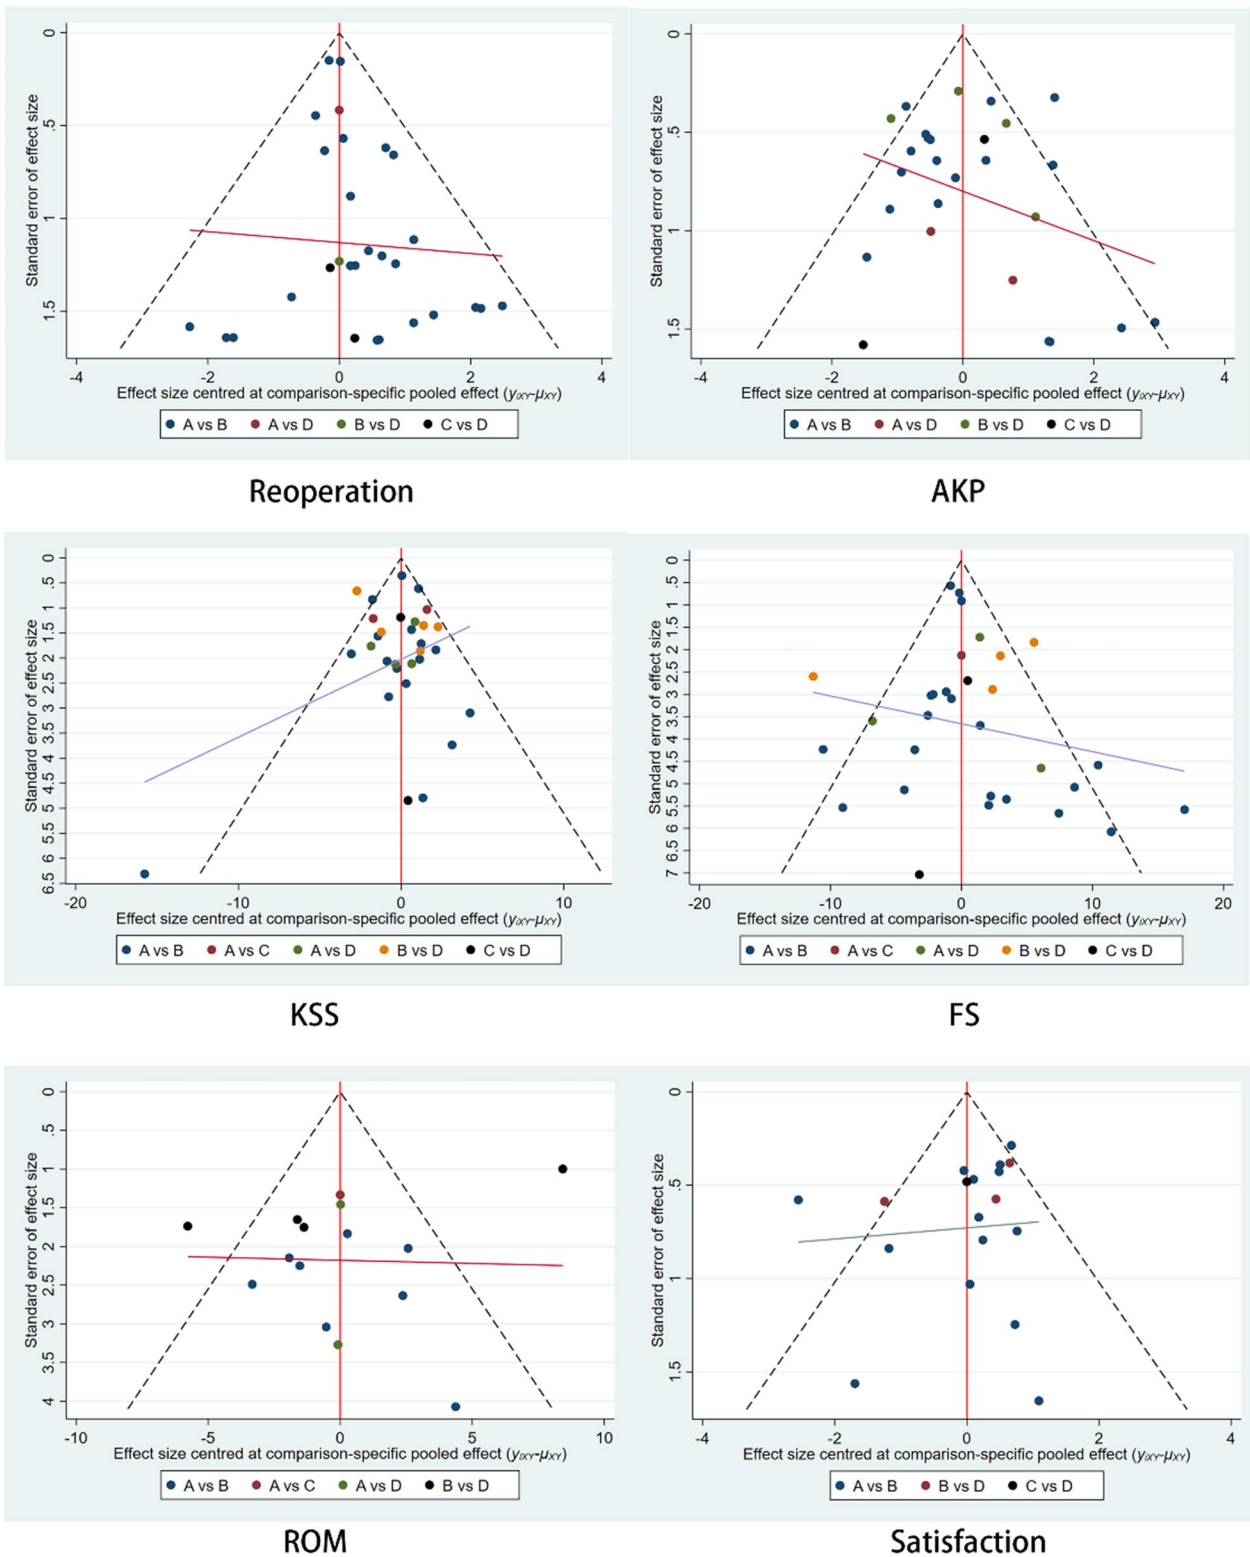 Standard error of effect size
0
.5
1
1.5
-4 -2 0 2 4
Effect size centred at comparison-specific pooled effect (yiXY-μXY)
A vs B A vs D B vs D C vs D
Reoperation
Standard error of effect size
0
.5
1
1.5
-4 -2 0 2 4
Effect size centred at comparison-specific pooled effect (yiXY-μXY)
A vs B A vs D B vs D C vs D
AKP
Standard error of effect size
0
.5
1
1.5
2
2.5
3
3.5
4
4.5
5
5.5
6
6.5
-20 -10 0 10
Effect size centred at comparison-specific pooled effect (yiXY-μXY)
A vs B A vs C A vs D B vs D C vs D
KSS
Standard error of effect size
0
.5
1
1.5
2
2.5
3
3.5
4
4.5
5
5.5
6
6.5
7
-20 -10 0 10 20
Effect size centred at comparison-specific pooled effect (yiXY-μXY)
A vs B A vs C A vs D B vs D C vs D
FS
Standard error of effect size
0
.5
1
1.5
2
2.5
3
3.5
4
-10 -5 0 5 10
Effect size centred at comparison-specific pooled effect (yiXY-μXY)
A vs B A vs C A vs D B vs D
ROM
Standard error of effect size
0
.5
1
1.5
-4 -2 0 2 4
Effect size centred at comparison-specific pooled effect (yiXY-μXY)
A vs B B vs D C vs D
Satisfaction